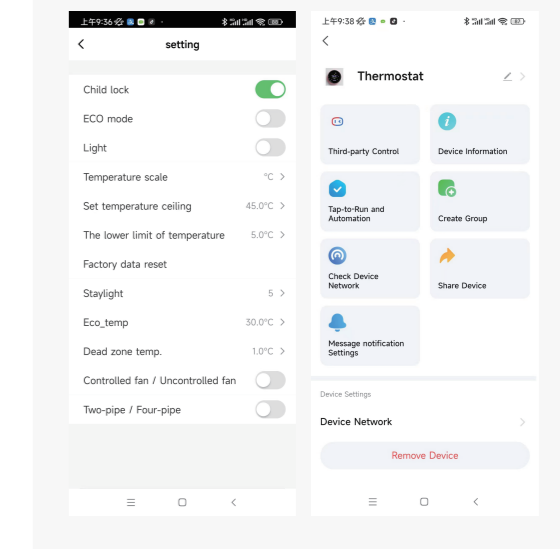 上午9:36
setting
Child lock
ECO mode
Light
Temperature scale °C
Set temperature ceiling 45.0°C
The lower limit of temperature 5.0°C
Factory data reset
Staylight 5
Eco_temp 30.0°C
Dead zone temp. 1.0°C
Controlled fan / Uncontrolled fan
Two-pipe / Four-pipe
上午9:38
Thermostat
Third-party Control
Device Information
Tap-to-Run and
Automation
Create Group
Check Device
Network
Share Device
Message notification
Settings
Device Settings
Device Network
Remove Device